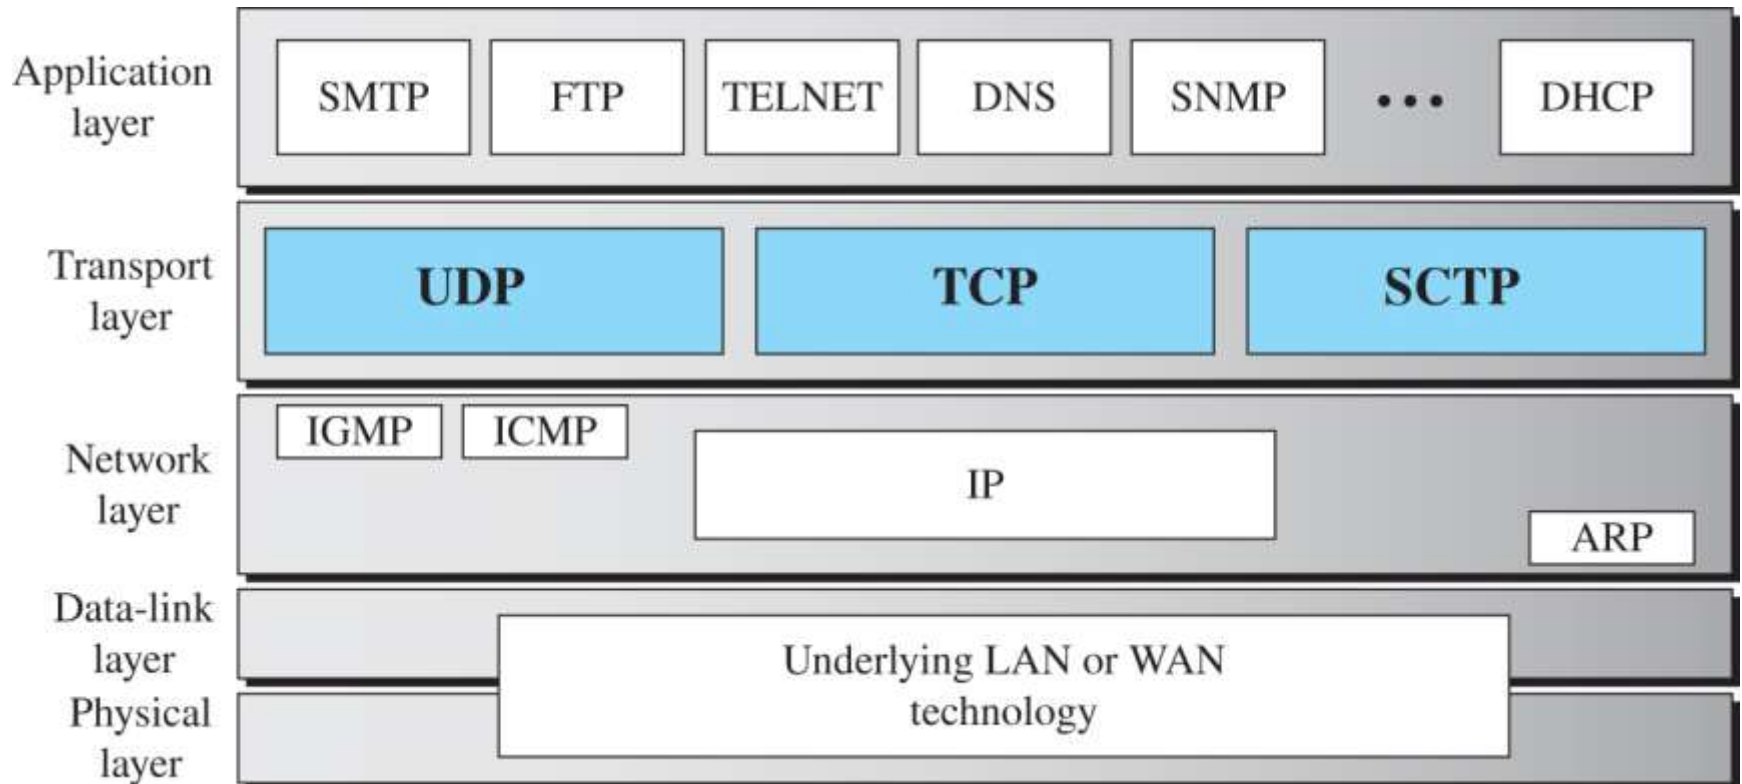 Application
layer
SMTP
FTP
TELNET
DNS
SNMP
• • •
DHCP
Transport
layer
UDP
TCP
SCTP
Network
layer
IGMP
ICMP
IP
ARP
Data-link
layer
Physical
layer
Underlying LAN or WAN
technology